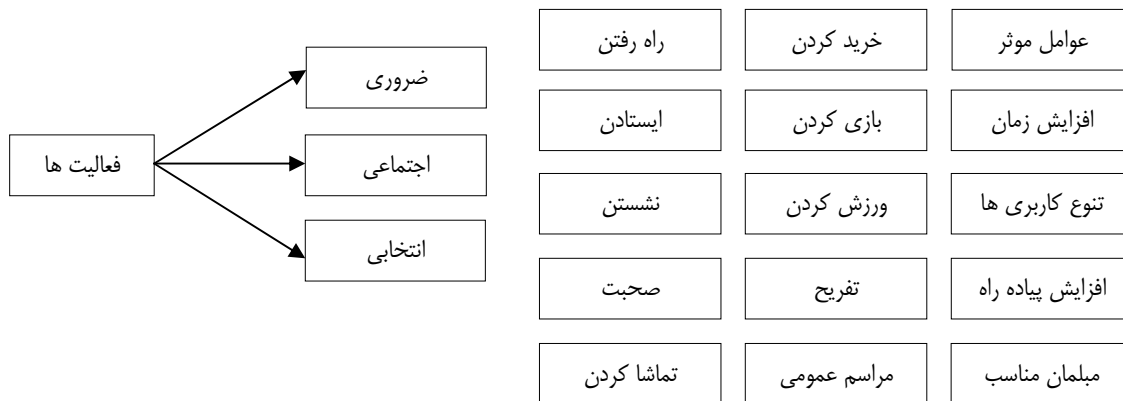 عوامل موثر
خرید کردن
راه رفتن
افزایش زمان
بازی کردن
ایستادن
تنوع کاربری ها
ورزش کردن
نشستن
افزایش پیاده راه
تفریح
صحبت
مبلمان مناسب
مراسم عمومی
تماشا کردن
ضروری
اجتماعی
انتخابی
فعالیت ها